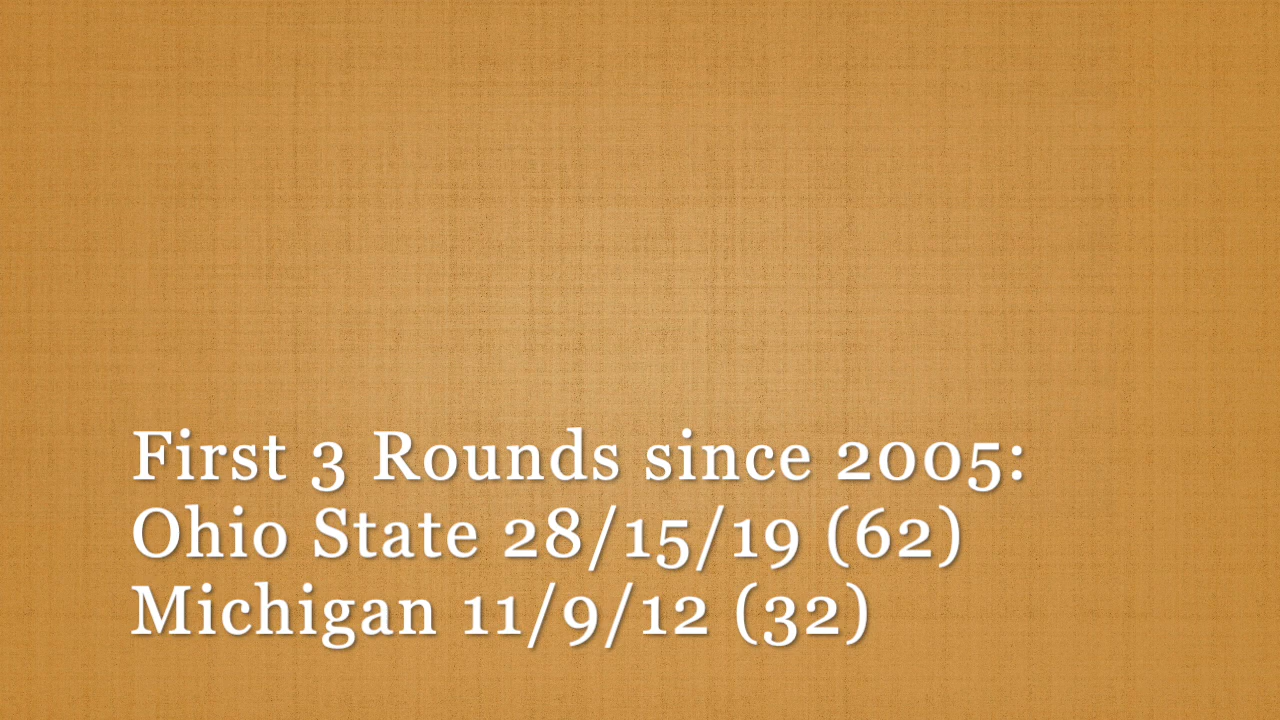 First 3 Rounds since 2005:
Ohio State 28/15/19 (62)
Michigan 11/9/12 (32)